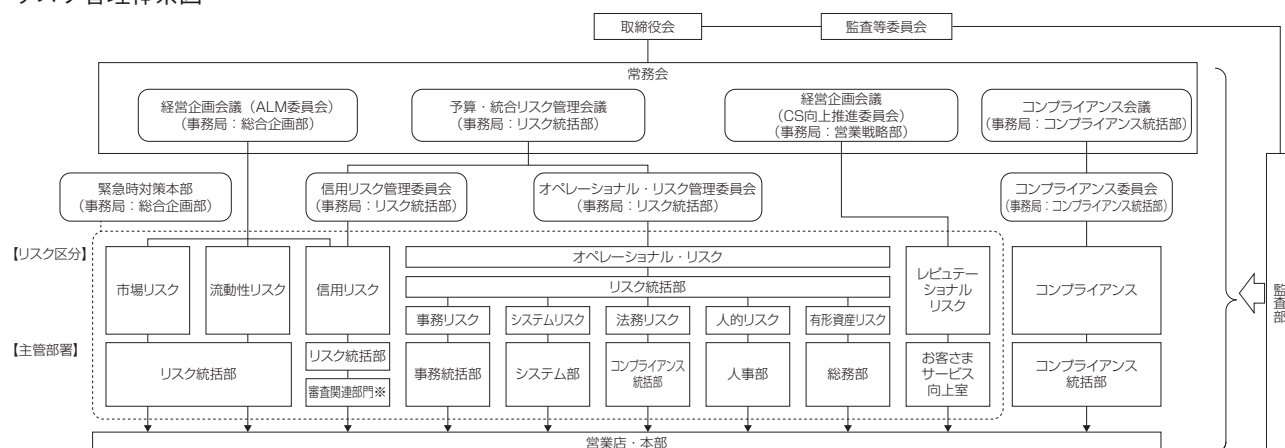 リスク管理体系図
取締役会
監査等委員会
常務会
経営企画会議（ALM委員会）
（事務局：総合企画部）
予算・統合リスク管理会議
（事務局：リスク統括部）
経営企画会議
（CS向上推進委員会）
（事務局：営業戦略部）
コンプライアンス会議
（事務局：コンプライアンス統括部）
緊急時対策本部
（事務局：総合企画部）
信用リスク管理委員会
（事務局：リスク統括部）
オペレーショナル・リスク管理委員会
（事務局：リスク統括部）
コンプライアンス委員会
（事務局：コンプライアンス統括部）
【リスク区分】
市場リスク
流動性リスク
信用リスク
オペレーショナル・リスク
リスク統括部
事務リスク
システムリスク
法務リスク
人的リスク
有形資産リスク
レピュテー
ショナル
リスク
コンプライアンス
監査部
【主管部署】
リスク統括部
リスク統括部
審査関連部門※
事務統括部
システム部
コンプライアンス
統括部
人事部
総務部
お客さま
サービス
向上室
コンプライアンス
統括部
営業店・本部